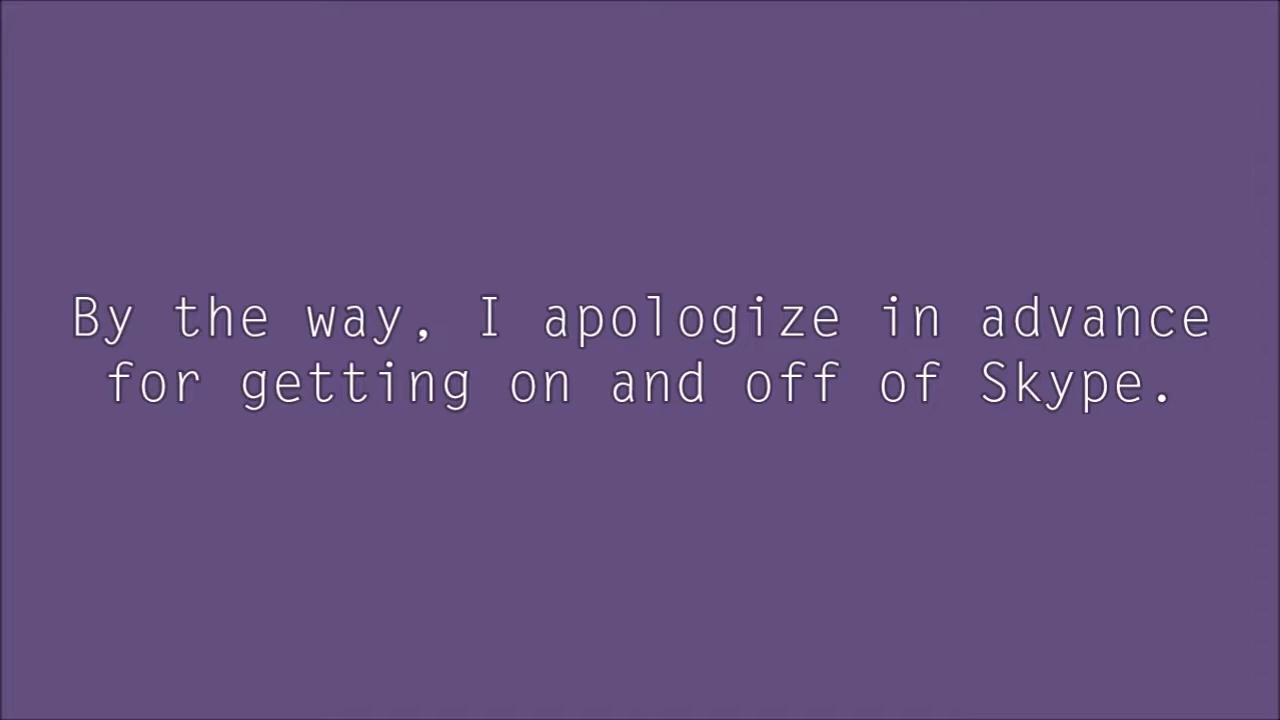 By the way, I apologize in advance
for getting on and off of Skype.